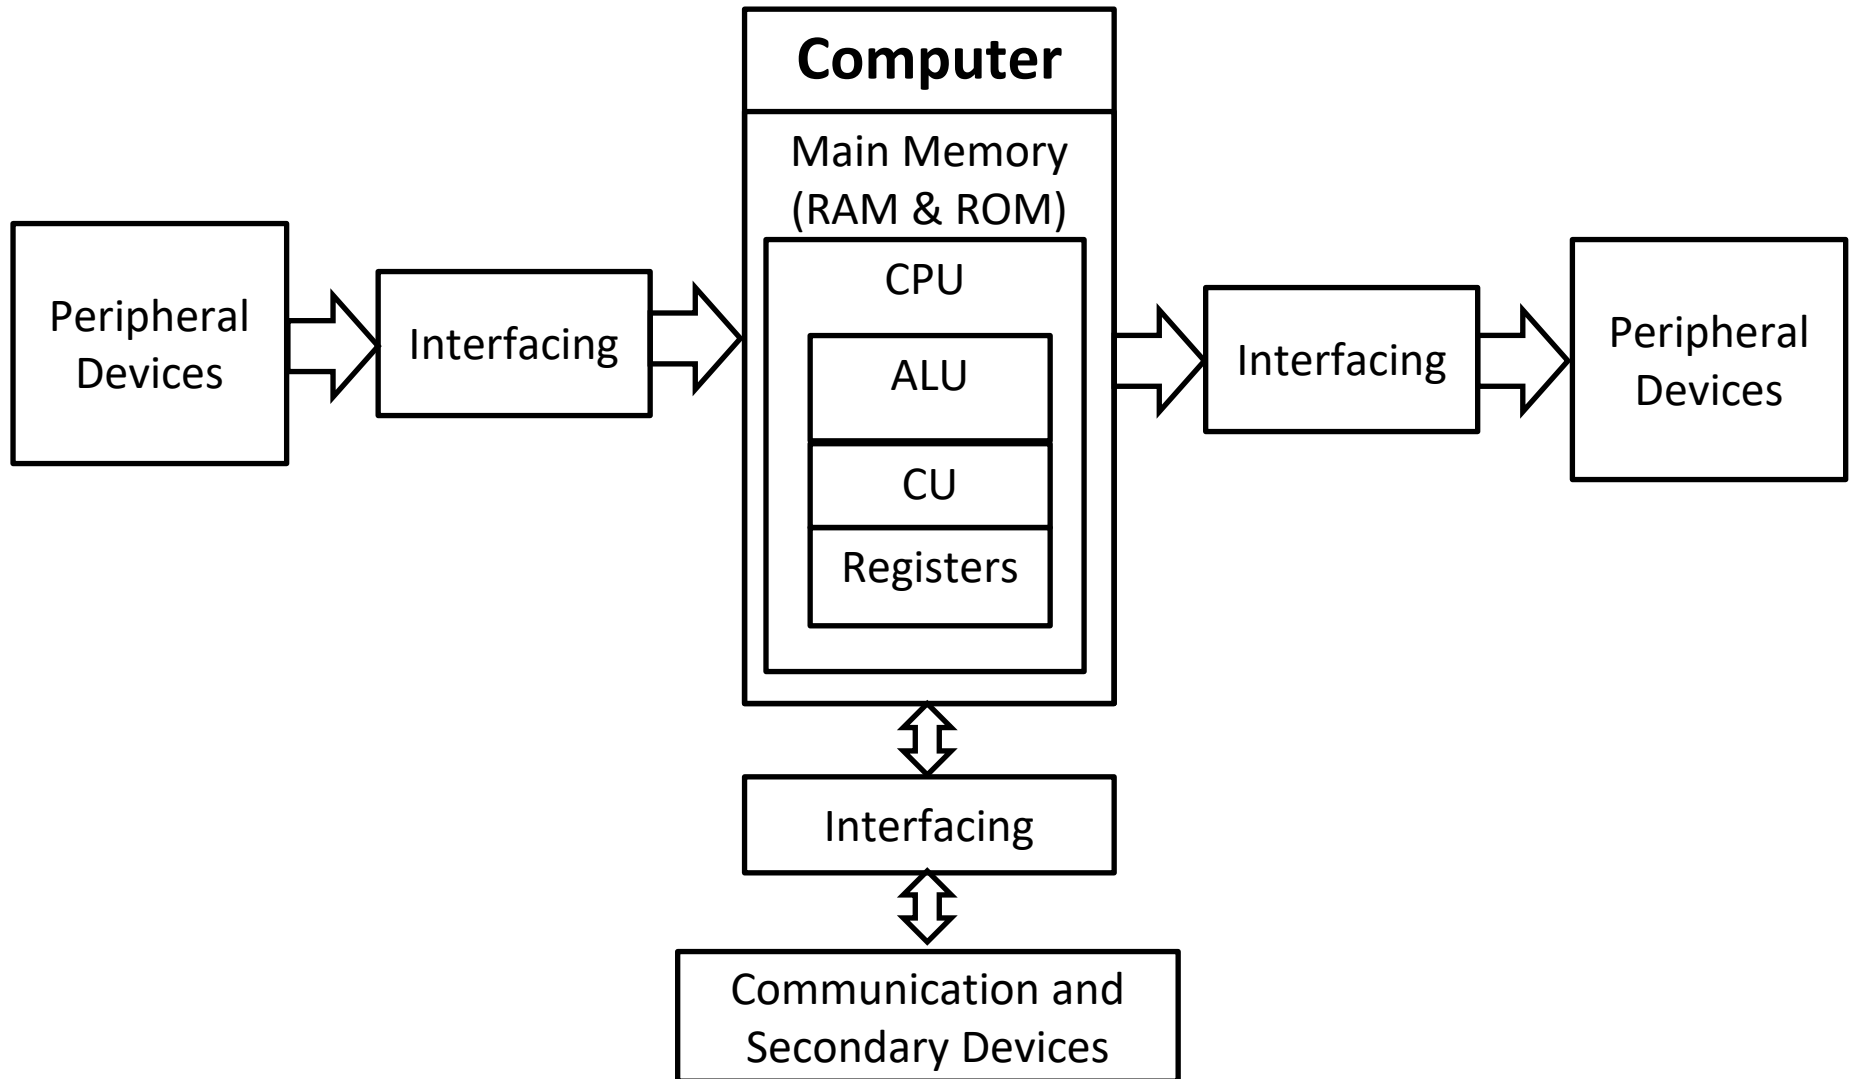 Computer
Main Memory
(RAM & ROM)
Peripheral
Devices
Interfacing
CPU
ALU
CU
Registers
Interfacing
Peripheral
Devices
Interfacing
Communication and
Secondary Devices